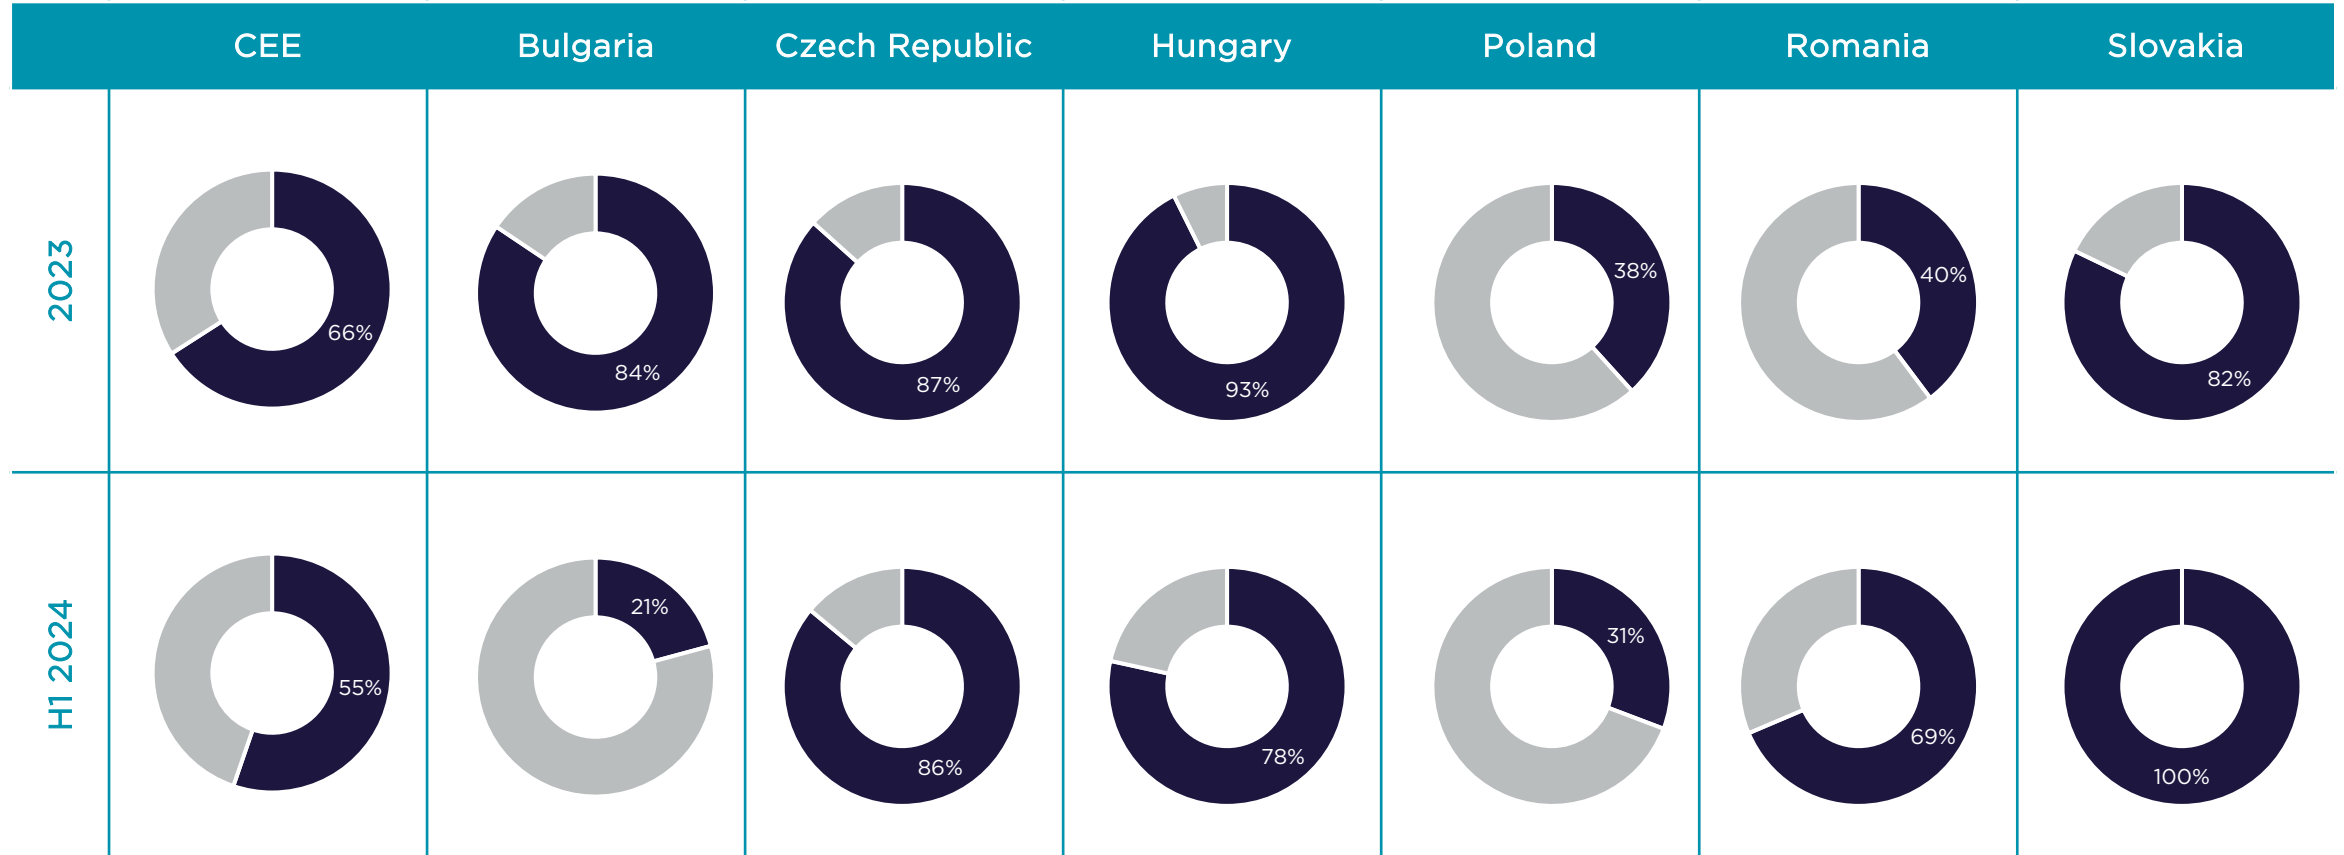 CEE Bulgaria Czech Republic Hungary Poland Romania Slovakia
2023
66% 84% 87% 93% 38% 40% 82%
H1 2024
55% 21% 86% 78% 31% 69% 100%